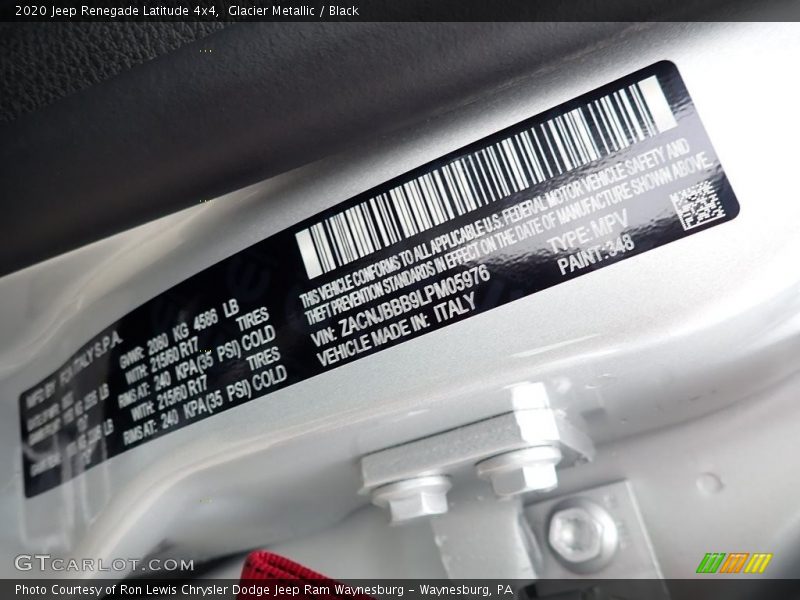 2020 Jeep Renegade Latitude 4x4,  Glacier Metallic / Black
MFD BY FCA ITALY S.P.A.
GVWR: 2080 KG 4586 LB
WITH: 215/60 R17 TIRES
RIMS AT: 240 KPA(35 PSI) COLD
WITH: 215/60 R17 TIRES
RIMS AT: 240 KPA(35 PSI) COLD
THIS VEHICLE CONFORMS TO ALL APPLICABLE U.S. FEDERAL MOTOR VEHICLE SAFETY AND
THEFT PREVENTION STANDARDS IN EFFECT ON THE DATE OF MANUFACTURE SHOWN ABOVE.
VIN: ZACNJBBB9LPM05976
TYPE: MPV
VEHICLE MADE IN: ITALY
PAINT: 348
GTCARLOT.COM
Photo Courtesy of Ron Lewis Chrysler Dodge Jeep Ram Waynesburg – Waynesburg, PA